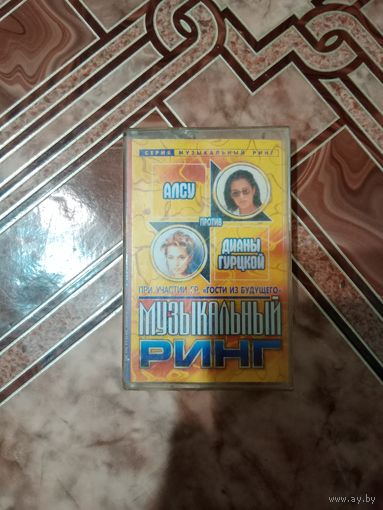 СЕРИЯ МУЗЫКАЛЬНЫЙ РИНГ
АЛСУ
ПРОТИВ
ДИАНЫ
ГУРЦКОЙ
ПРИ УЧАСТИИ ГР. «ГОСТИ ИЗ БУДУЩЕГО»
МУЗЫКАЛЬНЫЙ
РИНГ
www.ay.by